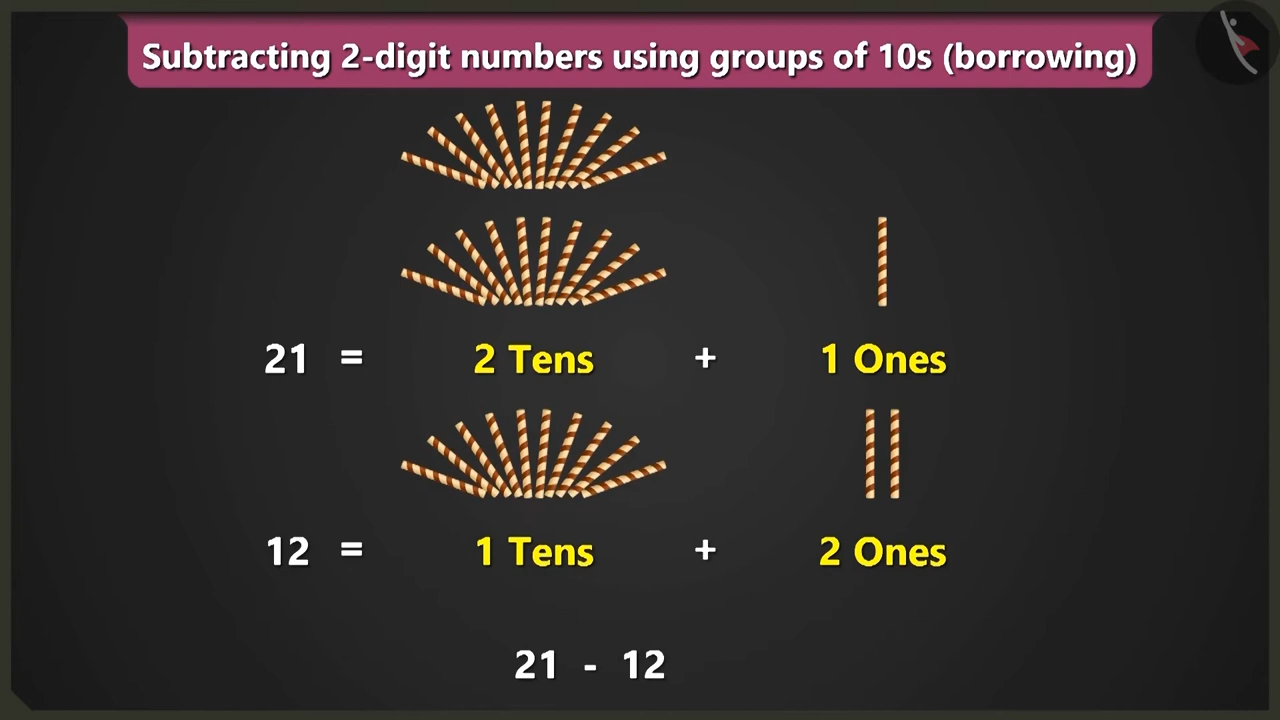 Subtracting 2-digit numbers using groups of 10s (borrowing)
21 = 2 Tens + 1 Ones
12 = 1 Tens + 2 Ones
21 - 12